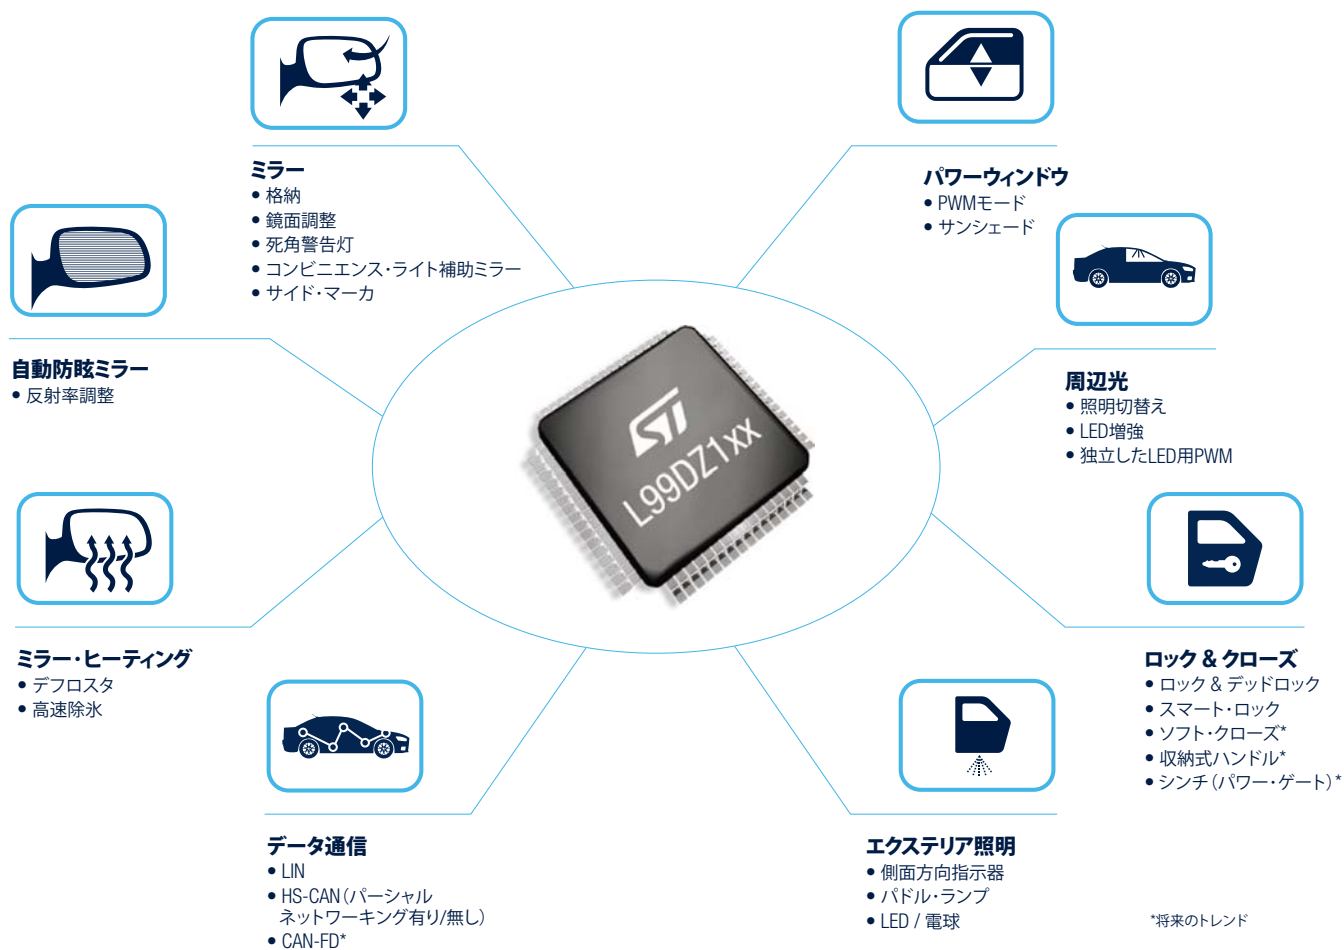 ミラー
• 格納
• 鏡面調整
• 死角警告灯
• コンビニエンス・ライト補助ミラー
• サイド・マーカ
パワーウィンドウ
• PWMモード
• サンシェード
自動防眩ミラー
• 反射率調整
周辺光
• 照明切替え
• LED増強
• 独立したLED用PWM
ST
L99DZ1xx
ミラー・ヒーティング
• デフロスタ
• 高速除氷
ロック & クローズ
• ロック & デッドロック
• スマート・ロック
• ソフト・クローズ*
• 収納式ハンドル*
• シンチ（パワー・ゲート）*
データ通信
• LIN
• HS-CAN（パーシャル
ネットワーキング有り/無し）
• CAN-FD*
エクステリア照明
• 側面方向指示器
• パドル・ランプ
• LED / 電球
*将来のトレンド